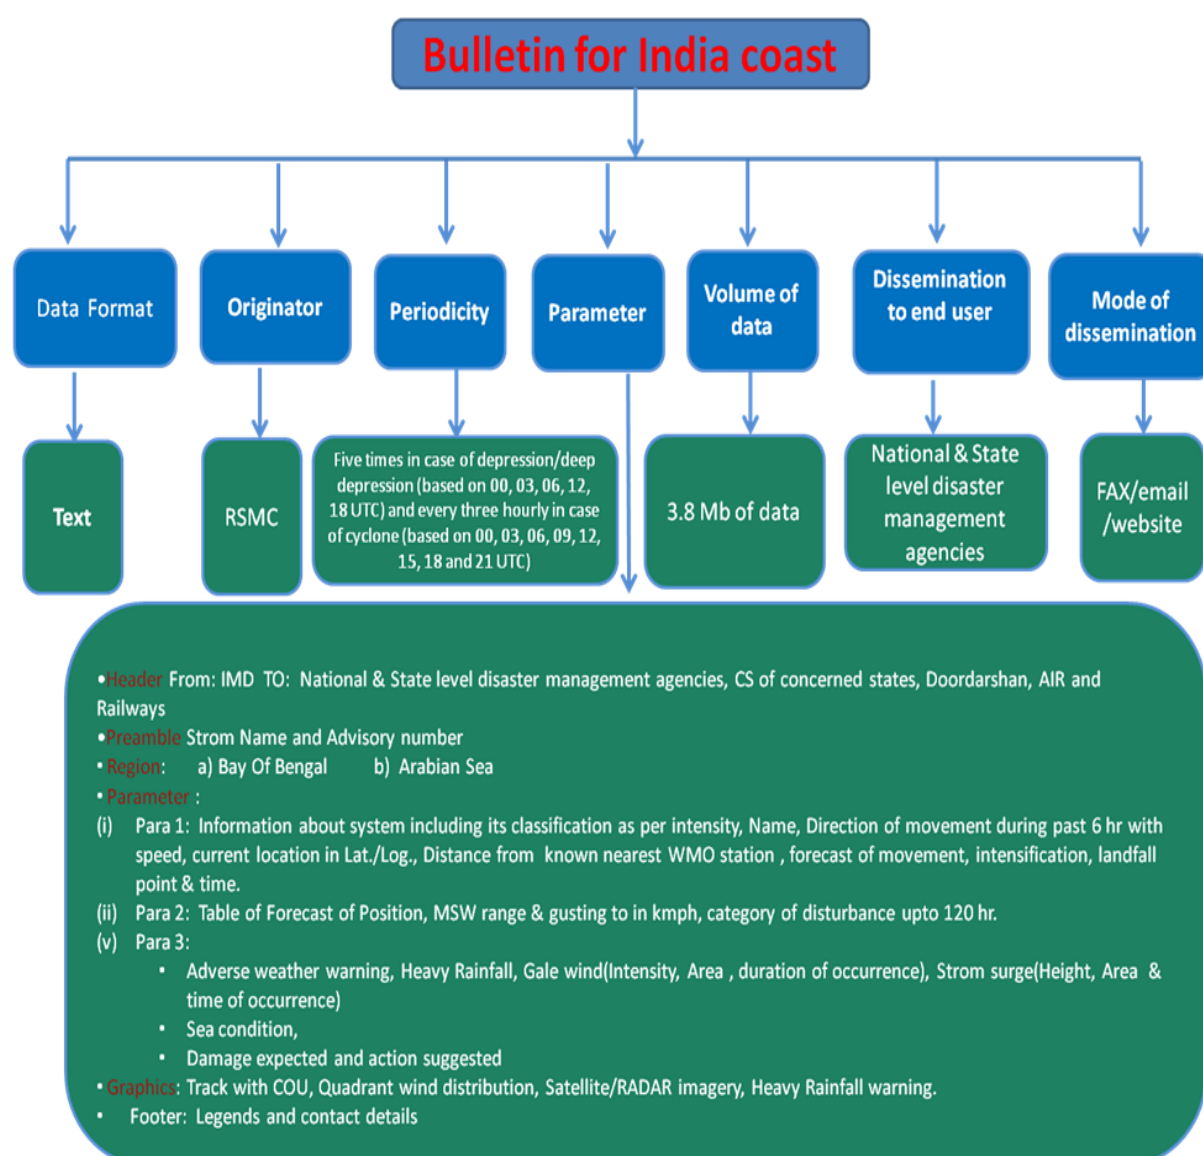 Bulletin for India coast
Data Format
Originator
Periodicity
Parameter
Volume of
data
Dissemination
to end user
Mode of
dissemination
Text
RSMC
Five times in case of depression/deep
depression (based on 00, 03, 06, 12,
18 UTC) and every three hourly in case
of cyclone (based on 00, 03, 06, 09, 12,
15, 18 and 21 UTC)
3.8 Mb of data
National & State
level disaster
management
agencies
FAX/email
/website
•Header From: IMD TO: National & State level disaster management agencies, CS of concerned states, Doordarshan, AIR and
Railways
•Preamble Strom Name and Advisory number
• Region: a) Bay Of Bengal b) Arabian Sea
• Parameter :
(i) Para 1: Information about system including its classification as per intensity, Name, Direction of movement during past 6 hr with
speed, current location in Lat./Log., Distance from known nearest WMO station , forecast of movement, intensification, landfall
point & time.
(ii) Para 2: Table of Forecast of Position, MSW range & gusting to in kmph, category of disturbance upto 120 hr.
(v) Para 3:
• Adverse weather warning, Heavy Rainfall, Gale wind(Intensity, Area , duration of occurrence), Strom surge(Height, Area &
time of occurrence)
• Sea condition,
• Damage expected and action suggested
• Graphics: Track with COU, Quadrant wind distribution, Satellite/RADAR imagery, Heavy Rainfall warning.
• Footer: Legends and contact details